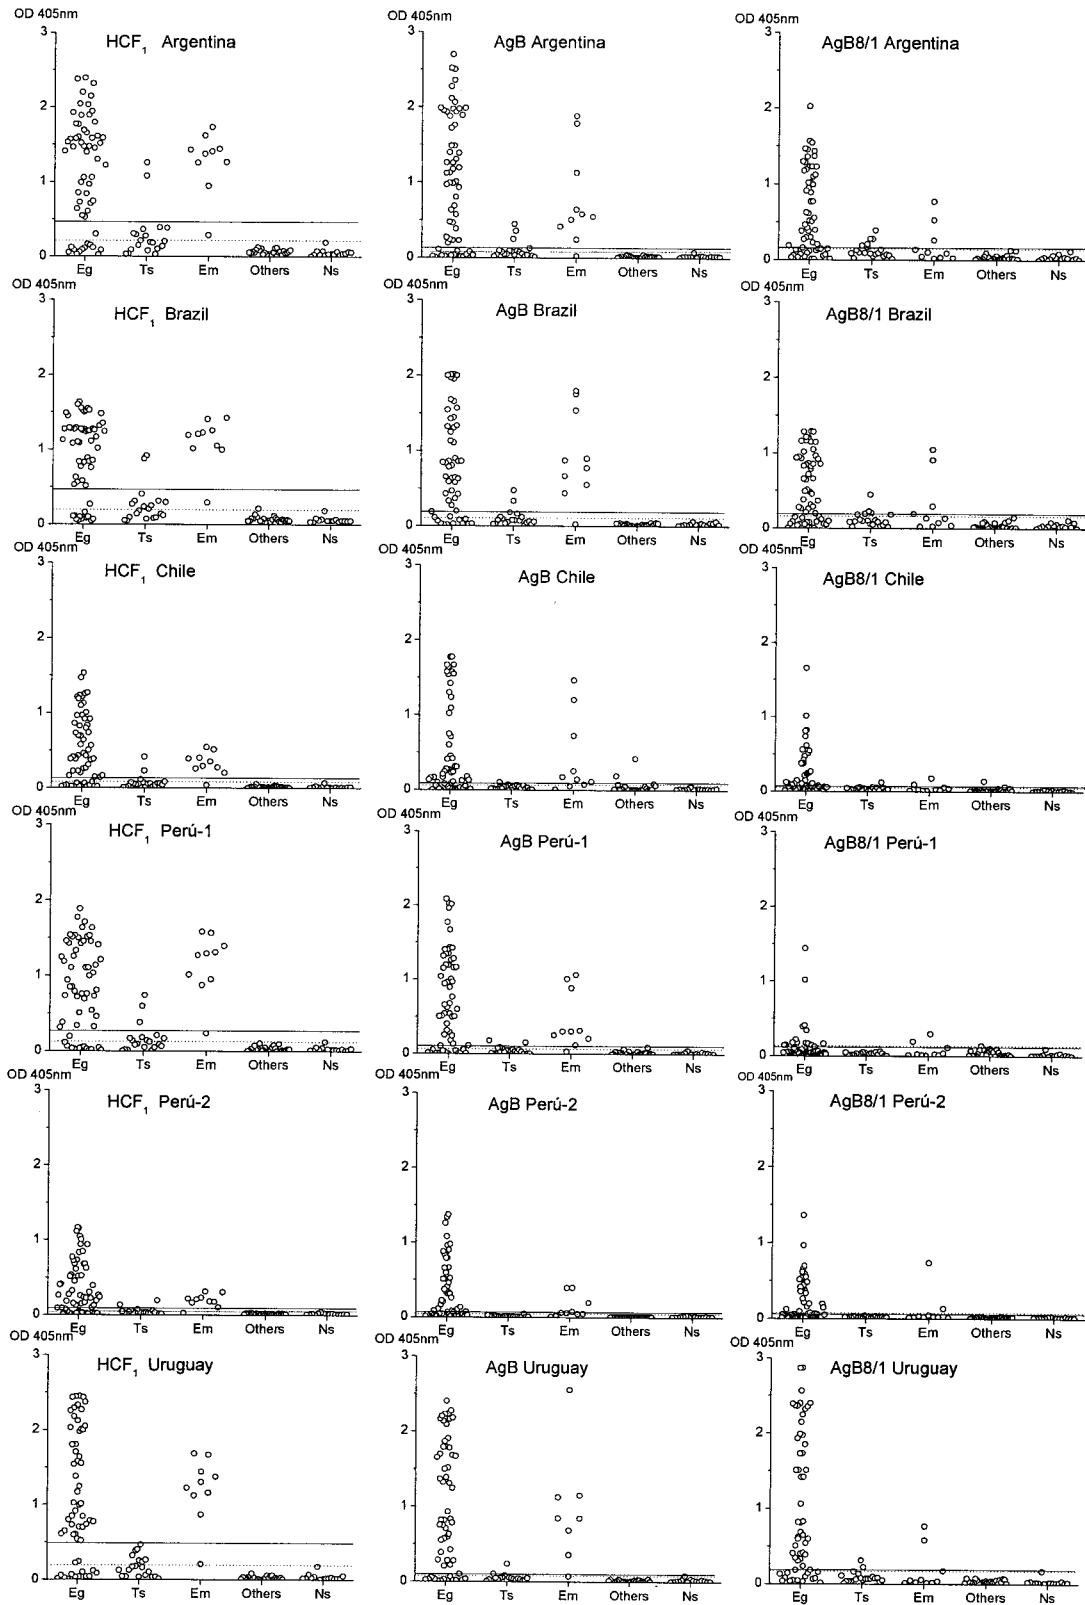 OD 405nm OD 405nm OD 405nm
HCF1 Argentina AgB Argentina AgB8/1 Argentina
3 3 3
2 2 2
1 1 1
0 0 0
Eg Ts Em Others Ns Eg Ts Em Others Ns Eg Ts Em Others Ns
OD 405nm OD 405nm OD 405nm
HCF1 Brazil AgB Brazil AgB8/1 Brazil
3 3 3
2 2 2
1 1 1
0 0 0
Eg Ts Em Others Ns Eg Ts Em Others Ns Eg Ts Em Others Ns
OD 405nm OD 405nm OD 405nm
HCF1 Chile AgB Chile AgB8/1 Chile
3 3 3
2 2 2
1 1 1
0 0 0
Eg Ts Em Others Ns Eg Ts Em Others Ns Eg Ts Em Others Ns
OD 405nm OD 405nm OD 405nm
HCF1 Perú-1 AgB Perú-1 AgB8/1 Perú-1
3 3 3
2 2 2
1 1 1
0 0 0
Eg Ts Em Others Ns Eg Ts Em Others Ns Eg Ts Em Others Ns
OD 405nm OD 405nm OD 405nm
HCF1 Perú-2 AgB Perú-2 AgB8/1 Perú-2
3 3 3
2 2 2
1 1 1
0 0 0
Eg Ts Em Others Ns Eg Ts Em Others Ns Eg Ts Em Others Ns
OD 405nm OD 405nm OD 405nm
HCF1 Uruguay AgB Uruguay AgB8/1 Uruguay
3 3 3
2 2 2
1 1 1
0 0 0
Eg Ts Em Others Ns Eg Ts Em Others Ns Eg Ts Em Others Ns